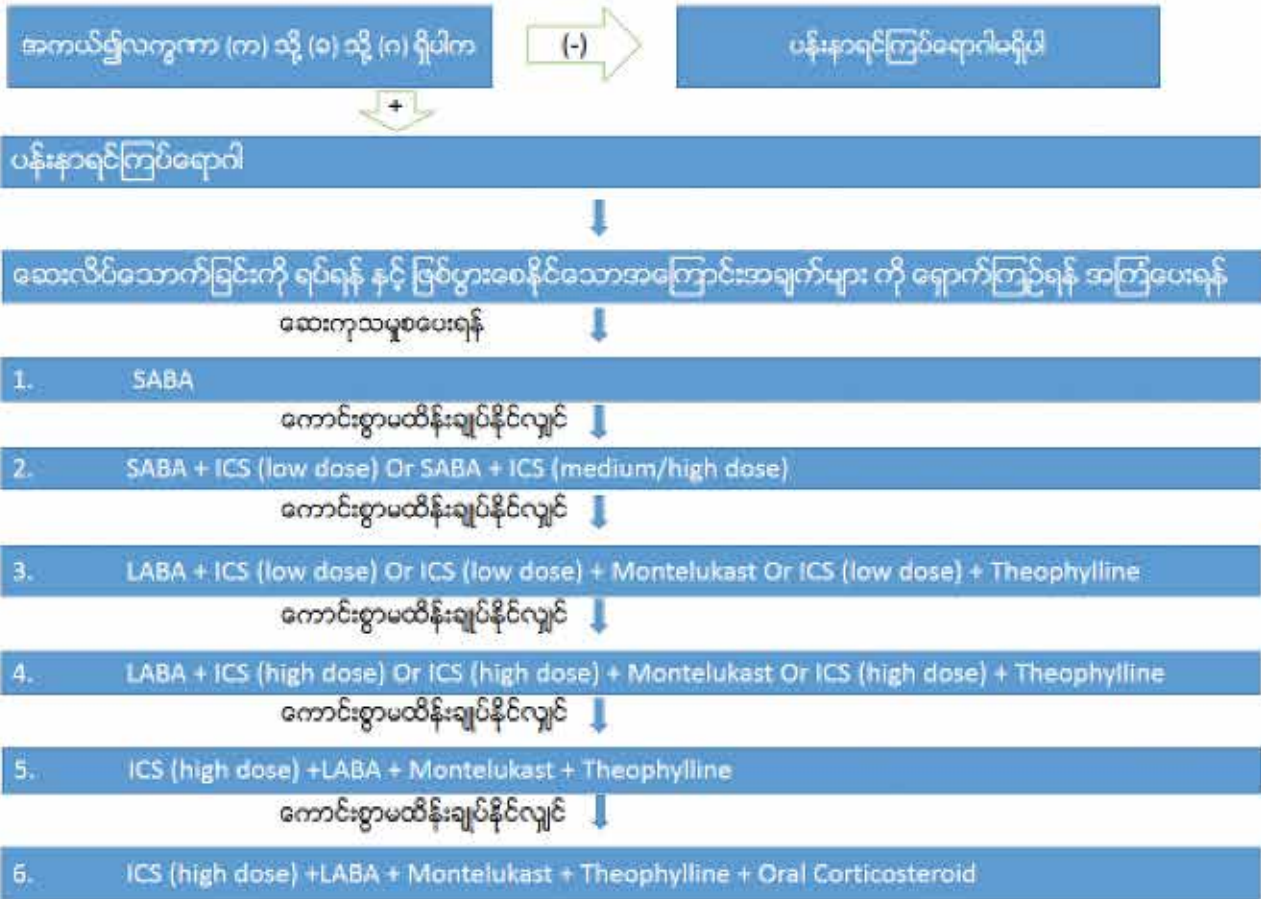 အကယ်၍လက္ခဏာ (က) သို့ (ခ) သို့ (ဂ) ရှိပါက
(-)
ပန်းနာရင်ကြပ်ရောဂါမရှိပါ
+
ပန်းနာရင်ကြပ်ရောဂါ
ဆေးလိပ်သောက်ခြင်းကို ရပ်ရန် နှင့် ဖြစ်ပွားစေနိုင်သောအကြောင်းအချက်များ ကို ရှောက်ကြဉ်ရန် အကြံပေးရန်
ဆေးကုသမှုစပေးရန်
1. SABA
ကောင်းစွာမထိန်းချုပ်နိုင်လျှင်
2. SABA + ICS (low dose) Or SABA + ICS (medium/high dose)
ကောင်းစွာမထိန်းချုပ်နိုင်လျှင်
3. LABA + ICS (low dose) Or ICS (low dose) + Montelukast Or ICS (low dose) + Theophylline
ကောင်းစွာမထိန်းချုပ်နိုင်လျှင်
4. LABA + ICS (high dose) Or ICS (high dose) + Montelukast Or ICS (high dose) + Theophylline
ကောင်းစွာမထိန်းချုပ်နိုင်လျှင်
5. ICS (high dose) +LABA + Montelukast + Theophylline
ကောင်းစွာမထိန်းချုပ်နိုင်လျှင်
6. ICS (high dose) +LABA + Montelukast + Theophylline + Oral Corticosteroid